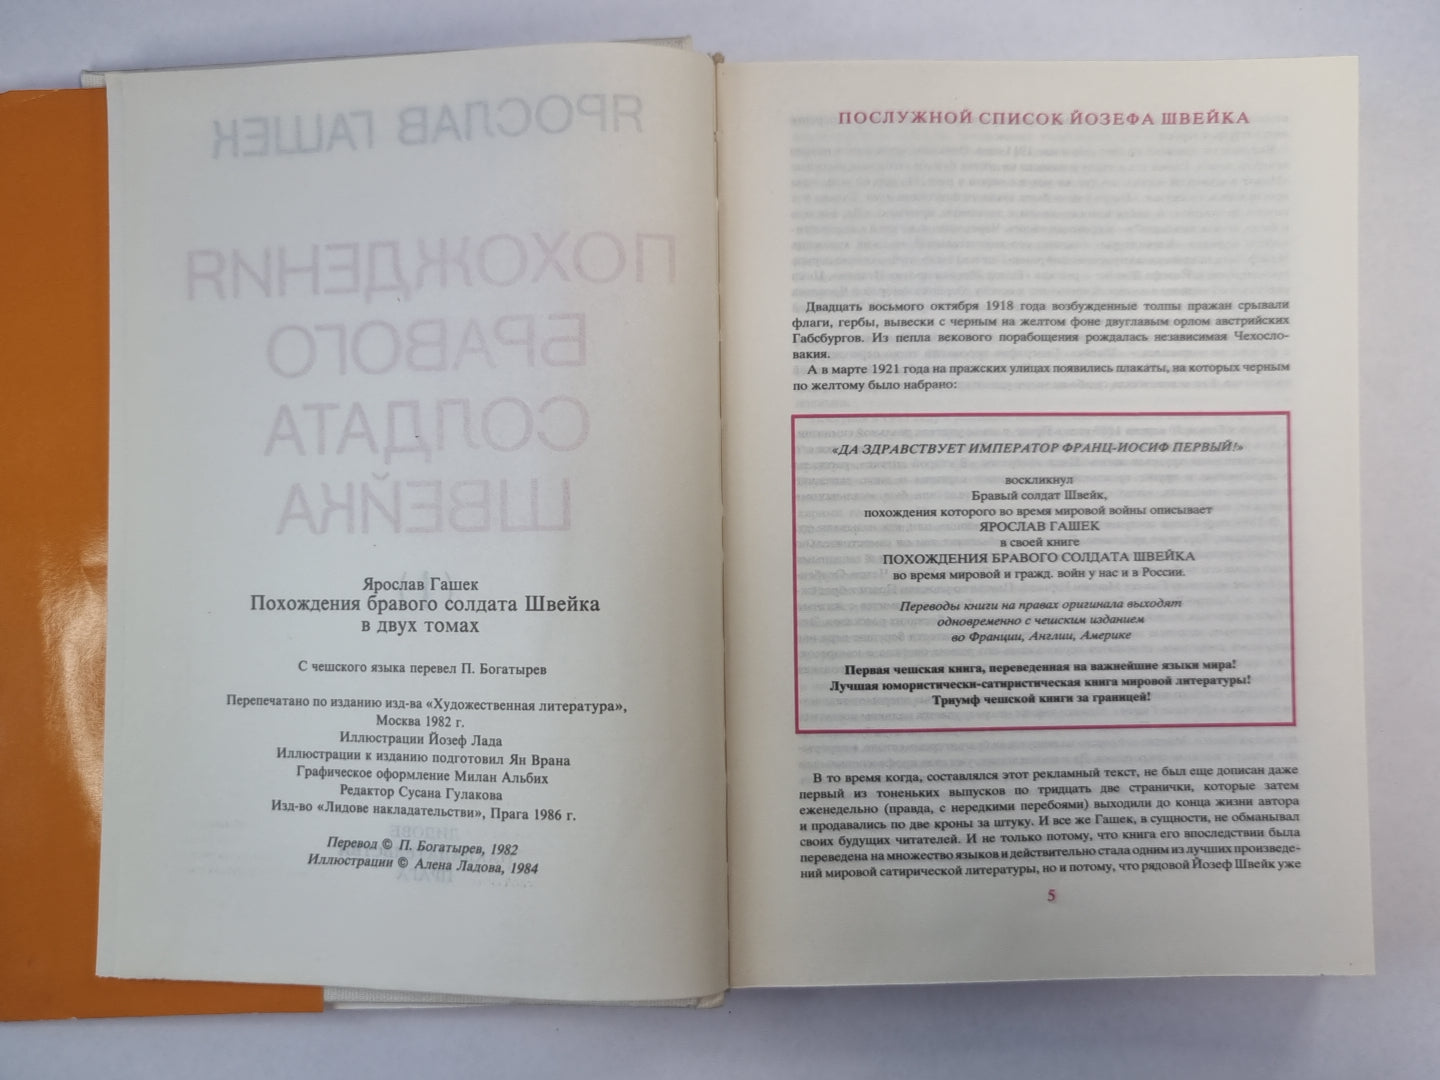 Ярослав Гашек
Похождения бравого солдата Швейка
в двух томах
С чешского языка перевел П. Богатырев
Перепечатано по изданию изд-ва «Художественная литература»,
Москва 1982 г.
Иллюстрации Йозеф Лада
Иллюстрации к изданию подготовил Ян Врана
Графическое оформление Милан Альбих
Редактор Сусана Гулакова
Изд-во «Лидове накладательстви», Прага 1986 г.
Перевод © П. Богатырев, 1982
Иллюстрации © Алена Ладова, 1984
ПОСЛУЖНОЙ СПИСОК ЙОЗЕФА ШВЕЙКА
Двадцать восьмого октября 1918 года возбужденные толпы пражан срывали
флаги, гербы, вывески с черным на желтом фоне двуглавым орлом австрийских
Габсбургов. Из пепла векового порабощения рождалась независимая Чехосло-
вакия.
А в марте 1921 года на пражских улицах появились плакаты, на которых черным
по желтому было набрано:
«ДА ЗДРАВСТВУЕТ ИМПЕРАТОР ФРАНЦ-ИОСИФ ПЕРВЫЙ!»
воскликнул
Бравый солдат Швейк,
похождения которого во время мировой войны описывает
ЯРОСЛАВ ГАШЕК
в своей книге
ПОХОЖДЕНИЯ БРАВОГО СОЛДАТА ШВЕЙКА
во время мировой и гражд. войн у нас и в России.
Переводы книги на правах оригинала выходят
одновременно с чешским изданием
во Франции, Англии, Америке
Первая чешская книга, переведенная на важнейшие языки мира!
Лучшая юмористически-сатиристическая книга мировой литературы!
Триумф чешской книги за границей!
В то время когда, составлялся этот рекламный текст, не был еще дописан даже
первый из тоненьких выпусков по тридцать две странички, которые затем
еженедельно (правда, с нередкими перебоями) выходили до конца жизни автора
и продавались по две кроны за штуку. И все же Гашек, в сущности, не обманывал
своих будущих читателей. И не только потому, что книга его впоследствии была
переведена на множество языков и действительно стала одним из лучших произведе-
ний мировой сатирической литературы, но и потому, что рядовой Йозеф Швейк уже
5